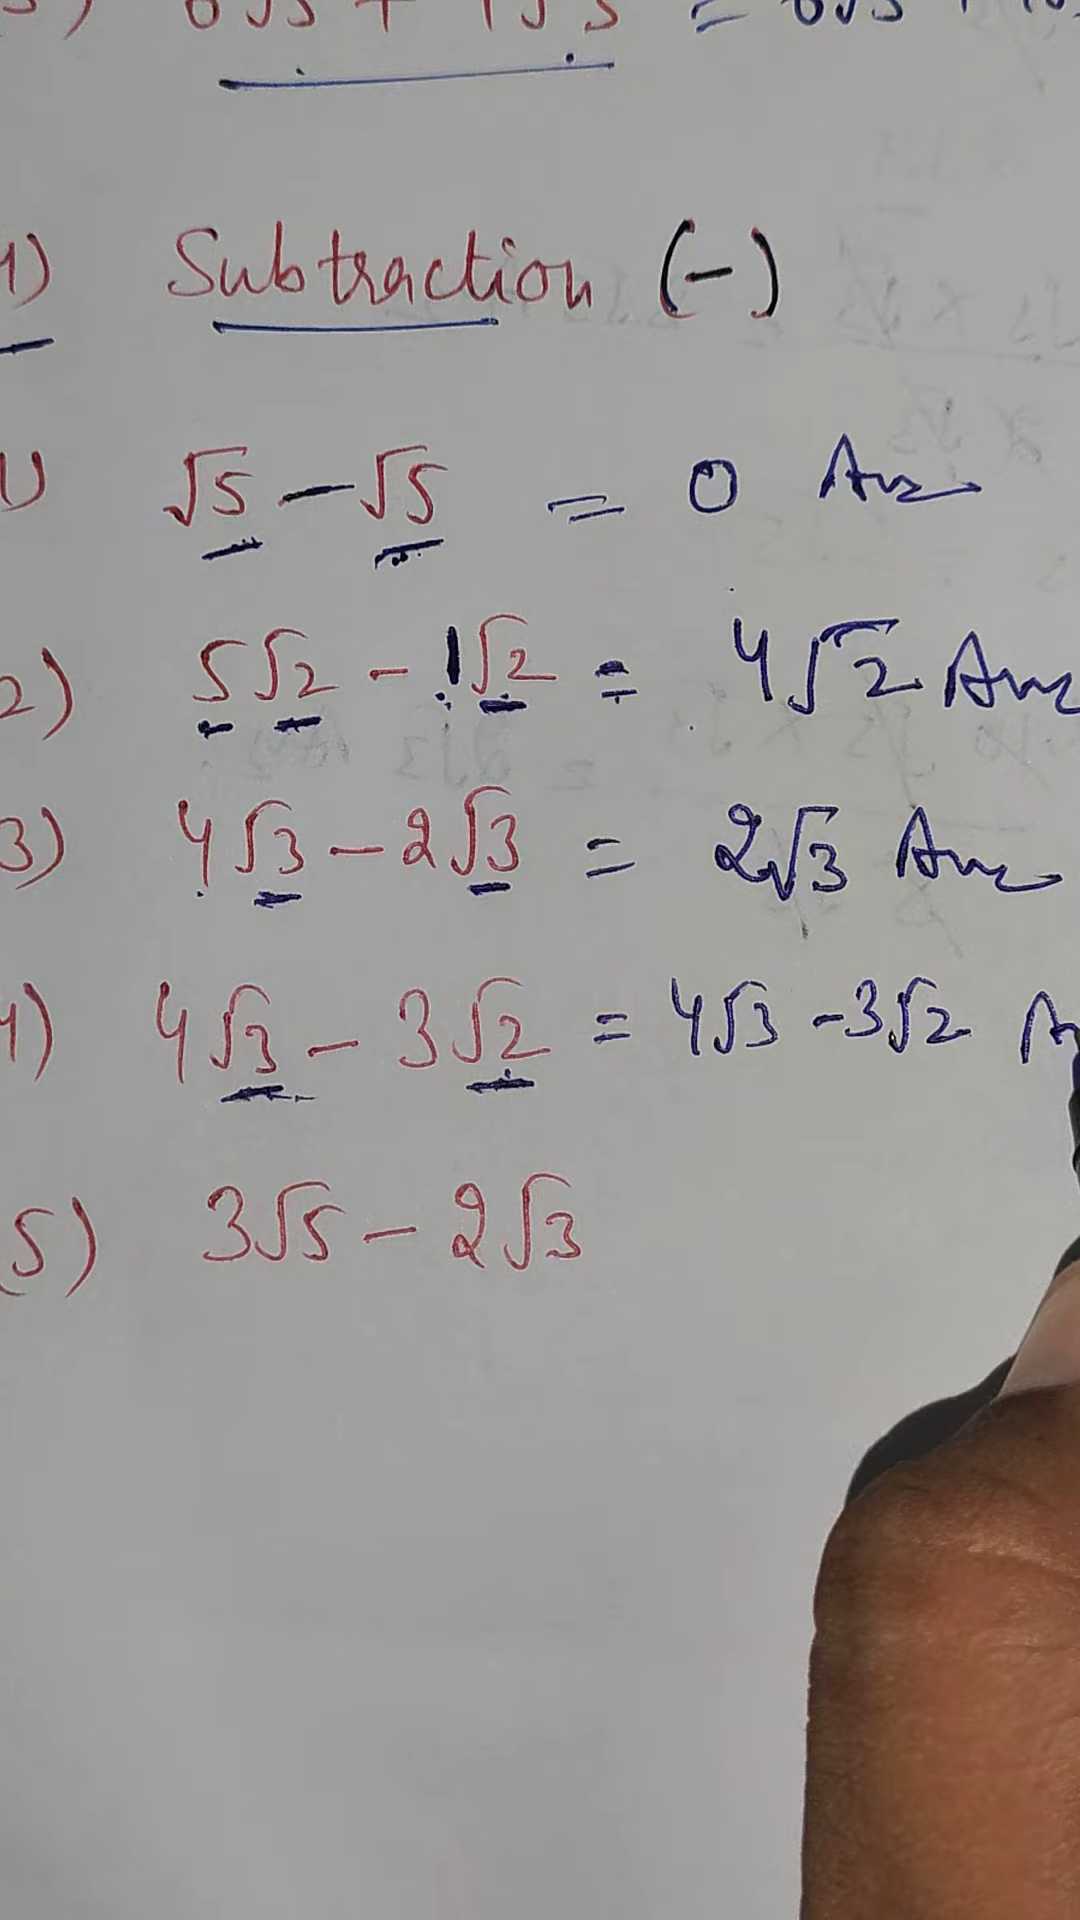 Subtraction (-)
1) √5 - √5 = 0 Ans
2) 5√2 - 1√2 = 4√2 Ans
3) 4√3 - 2√3 = 2√3 Ans
4) 4√3 - 3√2 = 4√3 - 3√2 A
(5) 3√5 - 2√3